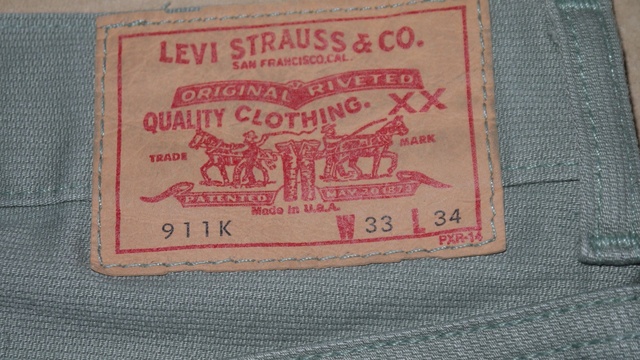 LEVI STRAUSS & CO.
SAN FRANCISCO, CAL.
ORIGINAL RIVETED
QUALITY CLOTHING. XX
TRADE MARK
PATENTED MAY 20 1873
Made in U.S.A.
911K W 33 L 34
PXR-14